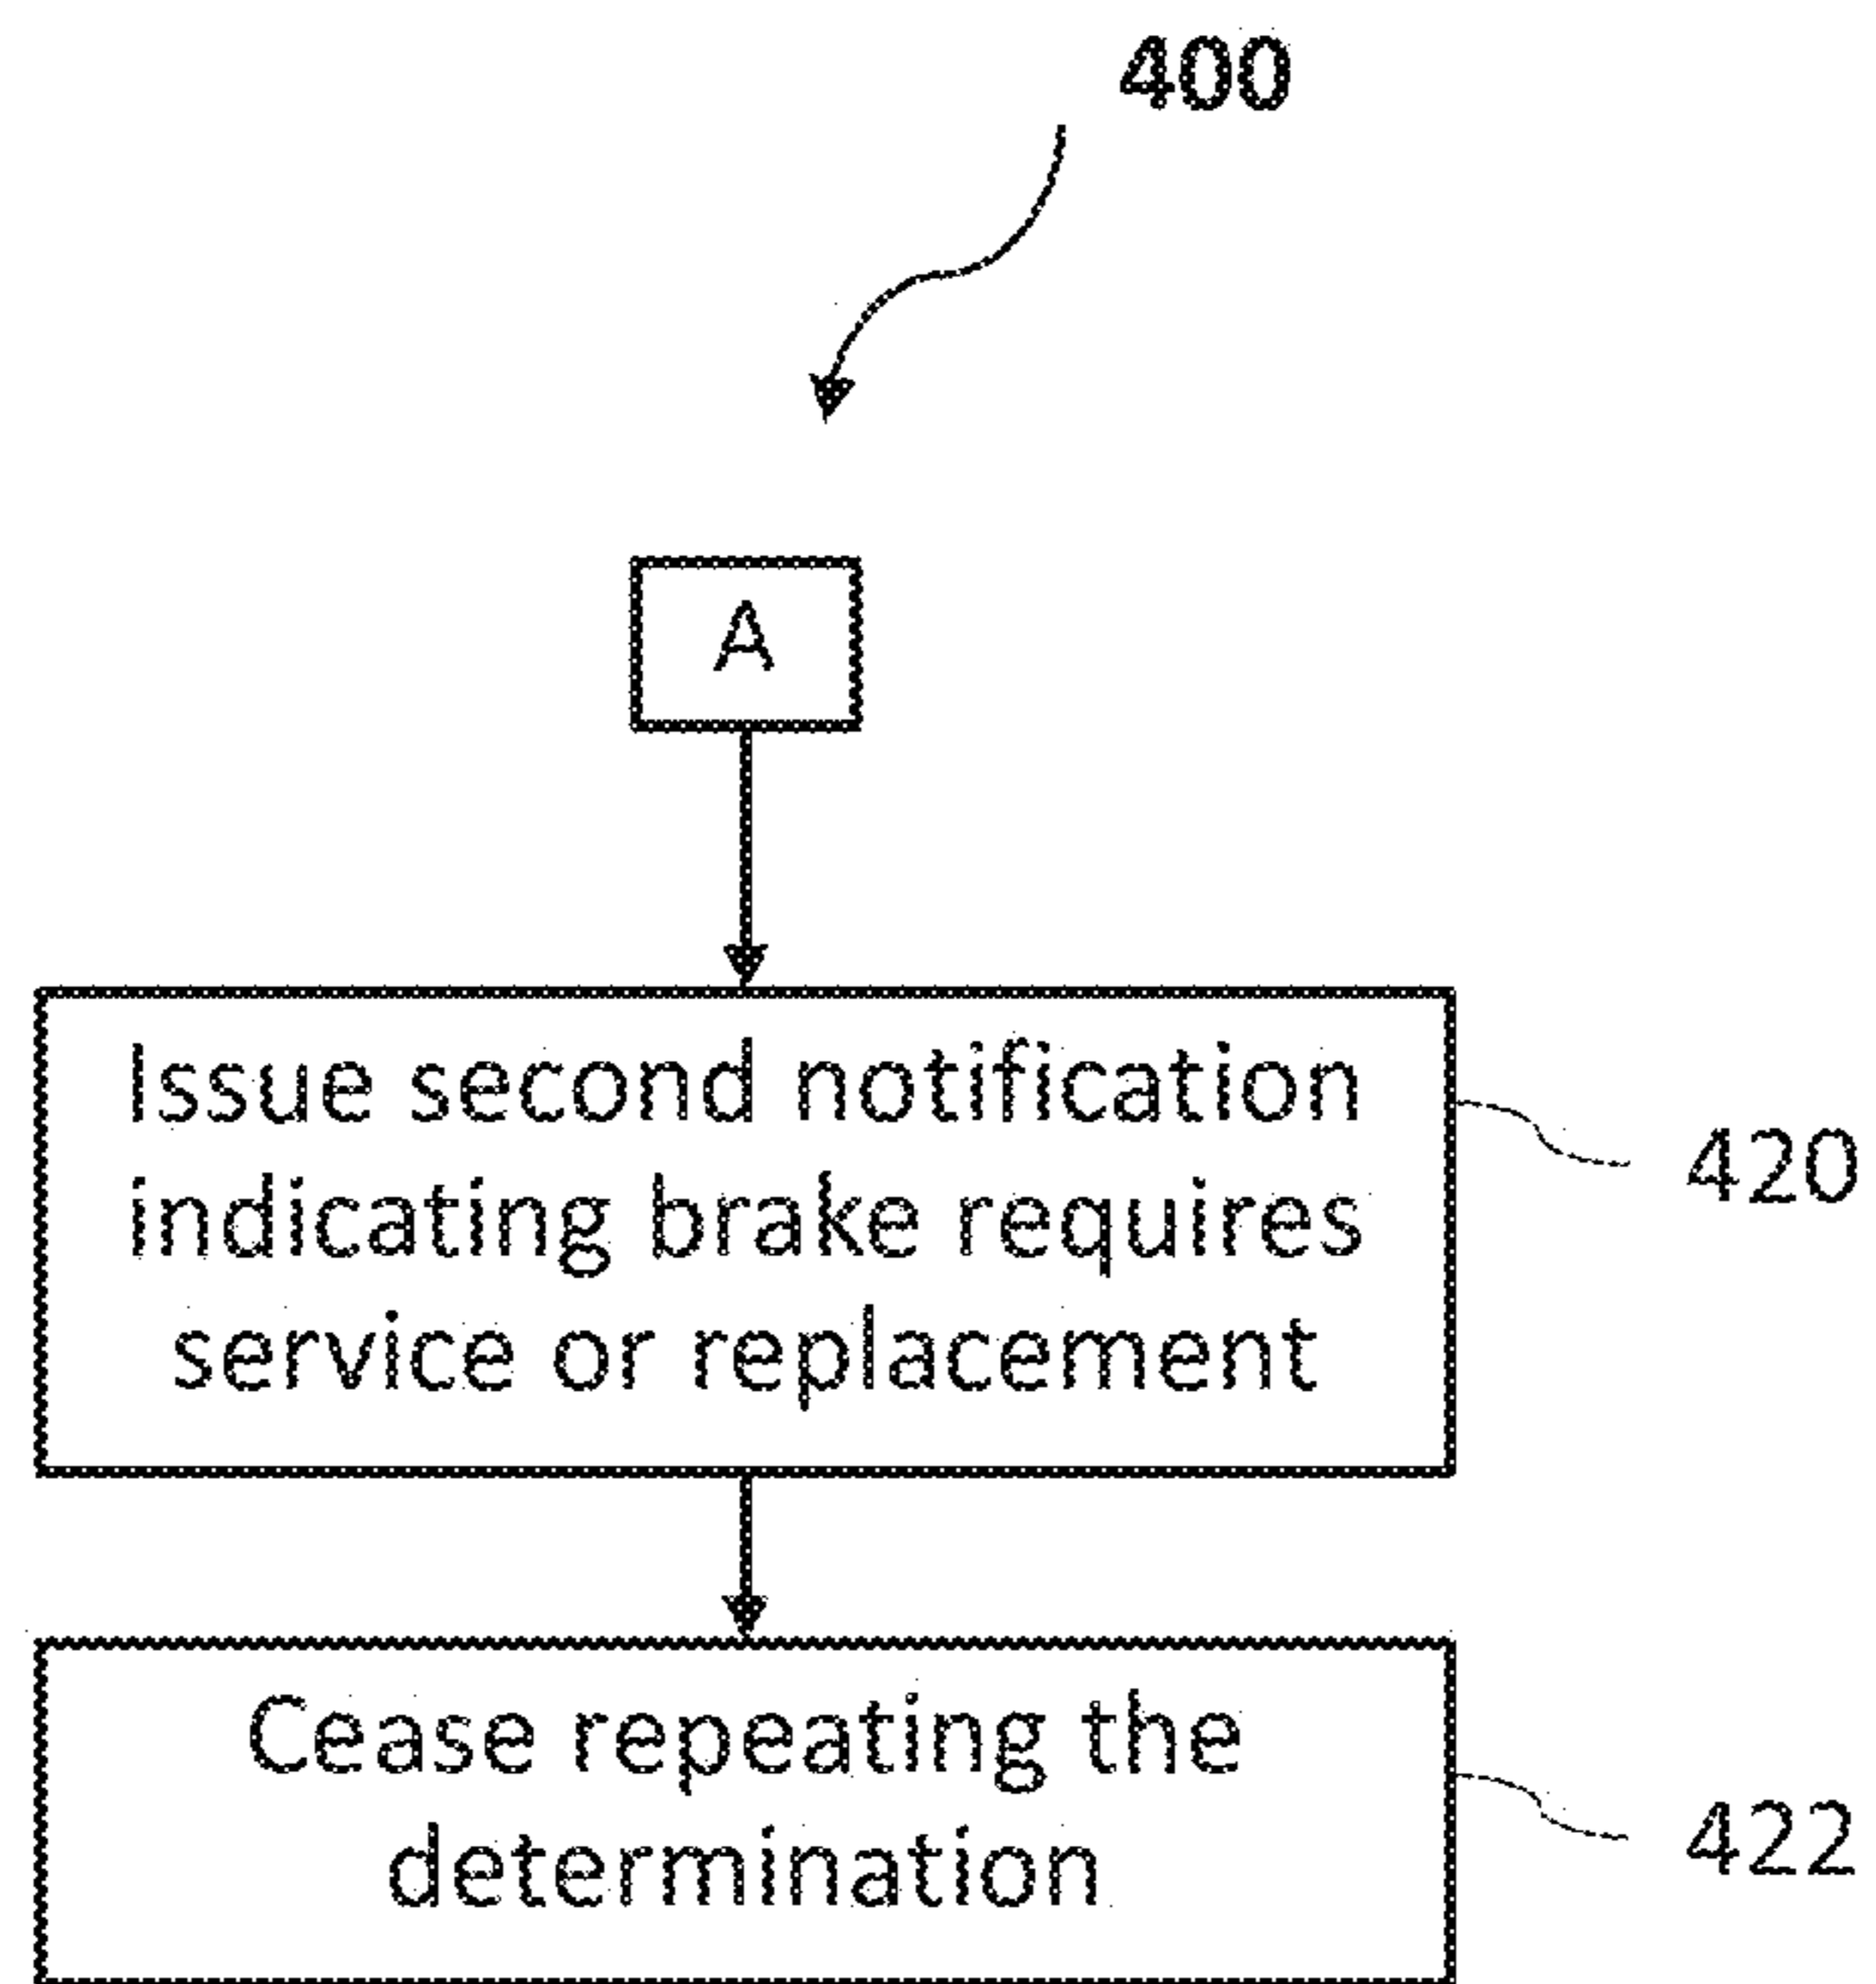 400
A
Issue second notification
indicating brake requires
service or replacement
420
Cease repeating the
determination
422